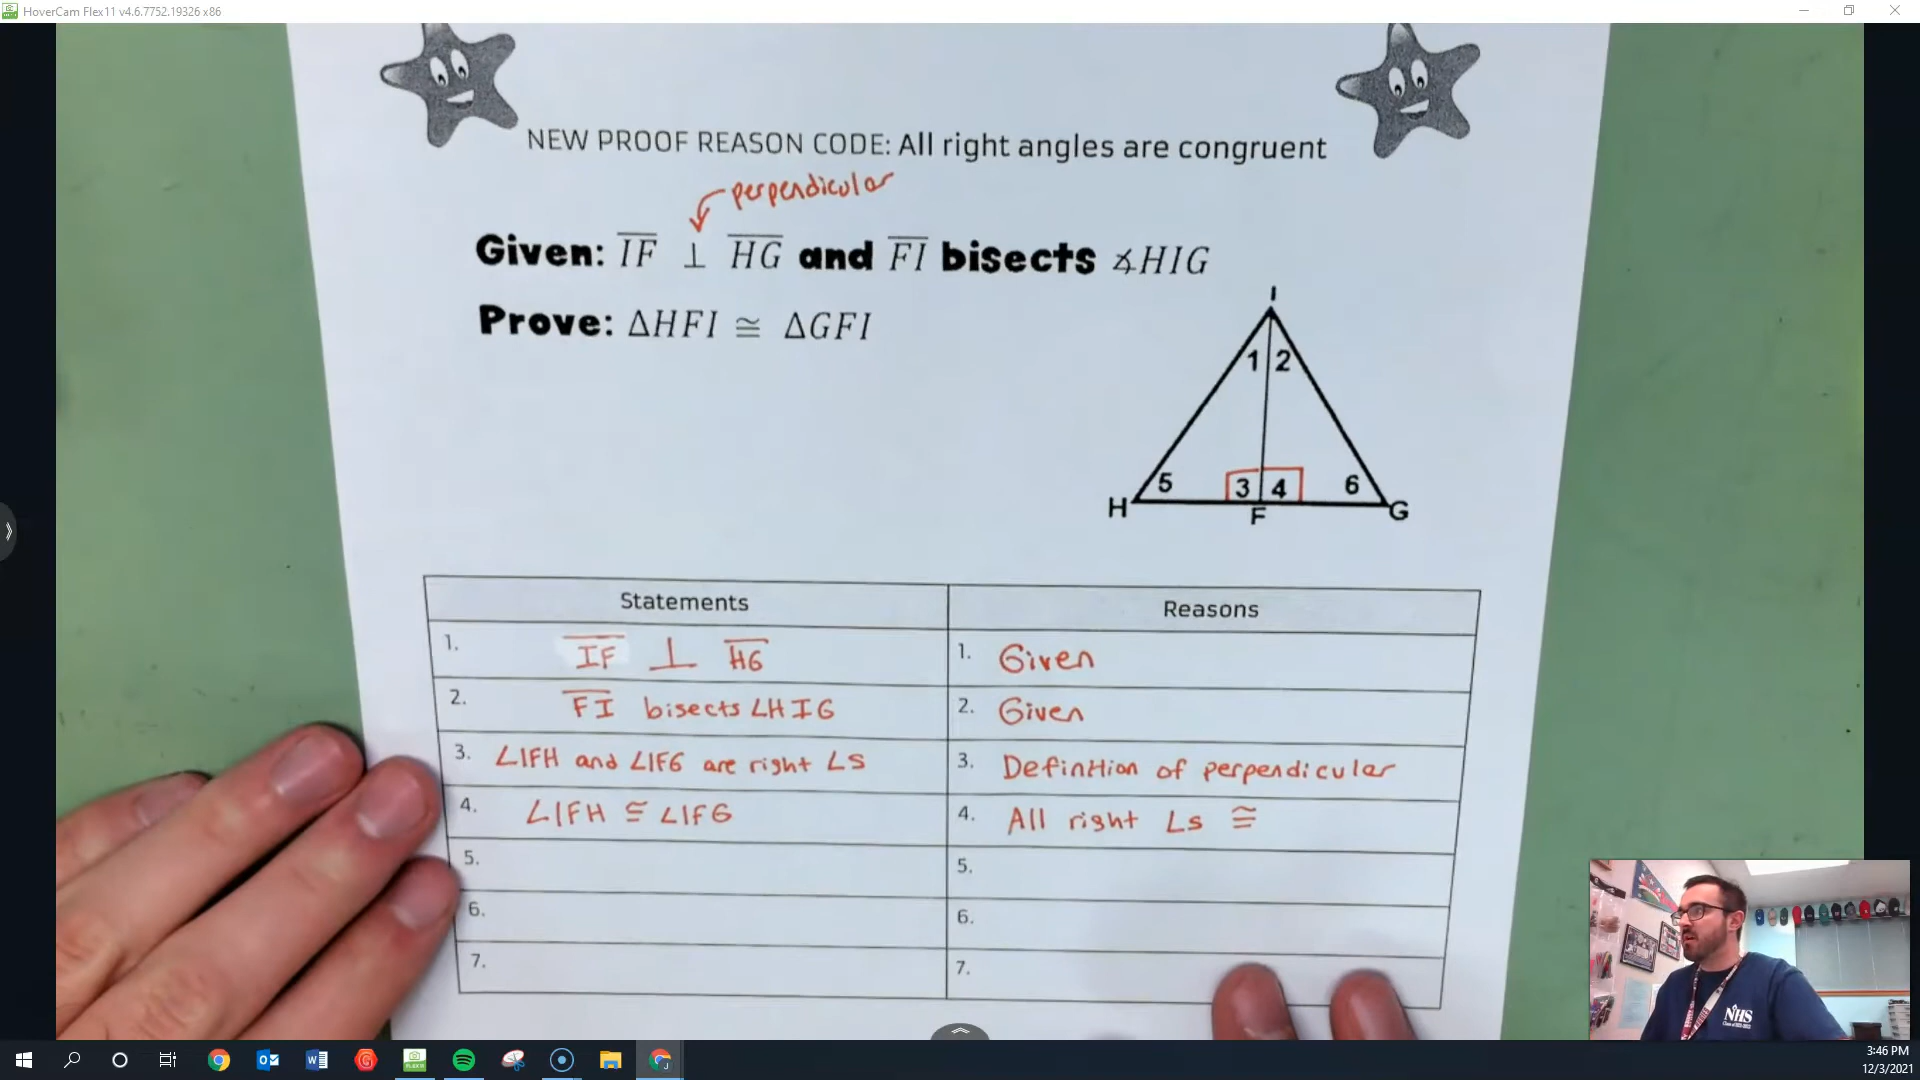 HoverCam Flex11 v4.6.7752.19326 x86
NEW PROOF REASON CODE: All right angles are congruent
perpendicular
Given: IF ⊥ HG and FI bisects ∡HIG
Prove: ΔHFI ≅ ΔGFI
I
1 2
5 3 4 6
H F G
Statements Reasons
1. IF ⊥ HG 1. Given
2. FI bisects ∠HIG 2. Given
3. ∠IFH and ∠IFG are right ∠s 3. Definition of perpendicular
4. ∠IFH ≅ ∠IFG 4. All right ∠s ≅
5. 5.
6. 6.
7. 7.
NHS
3:46 PM
12/3/2021